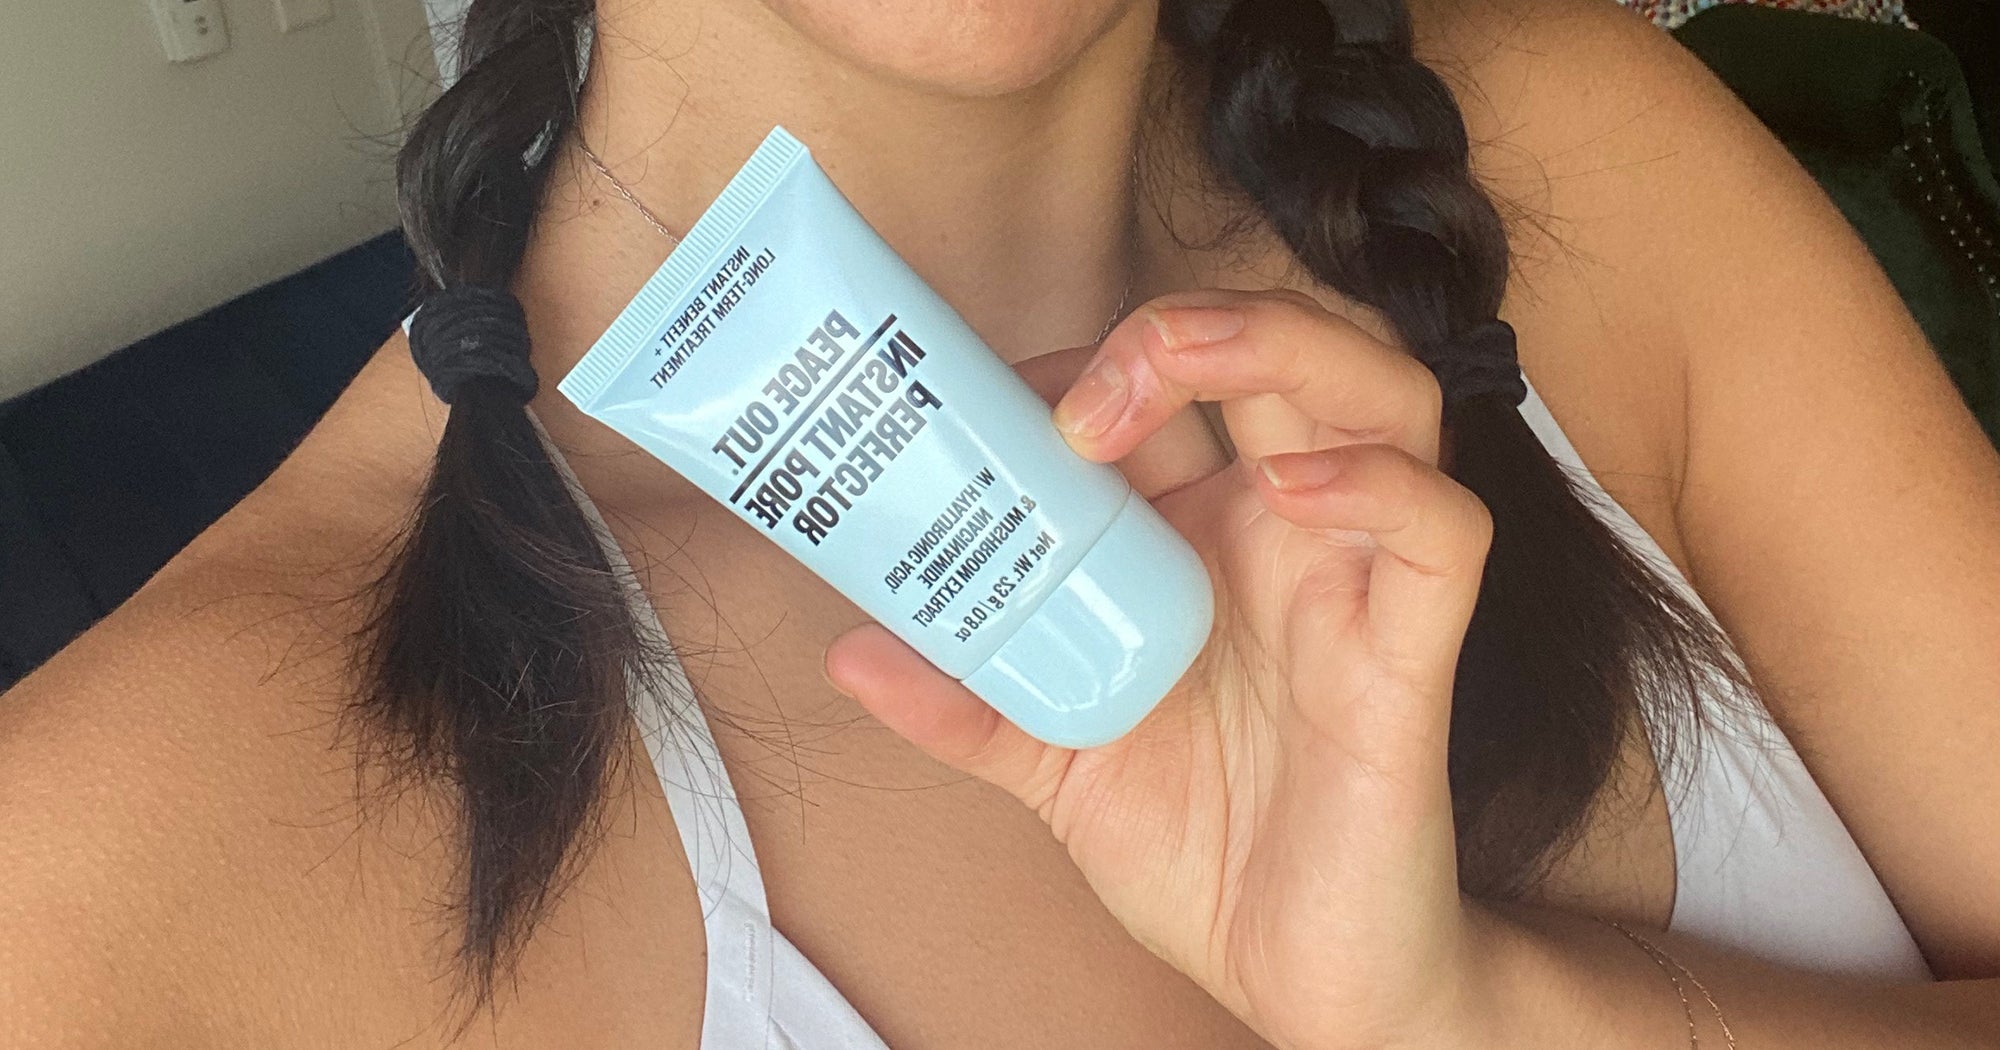 INSTANT BENEFIT +
LONG-TERM TREATMENT
PEACE OUT.
INSTANT PORE
PERFECTOR
W/ HYALURONIC ACID,
NIACINAMIDE
& MUSHROOM EXTRACT
Net Wt. 23 g / 0.8 oz